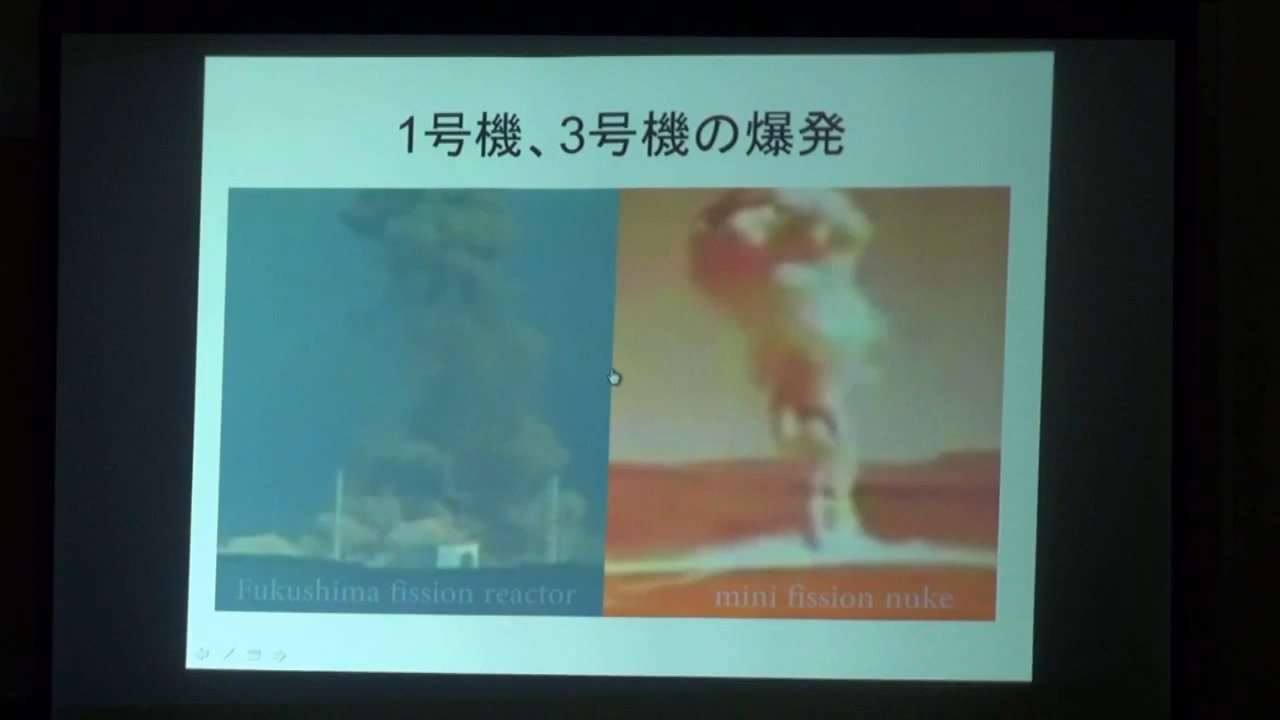 1号機、3号機の爆発
Fukushima fission reactor
mini fission nuke